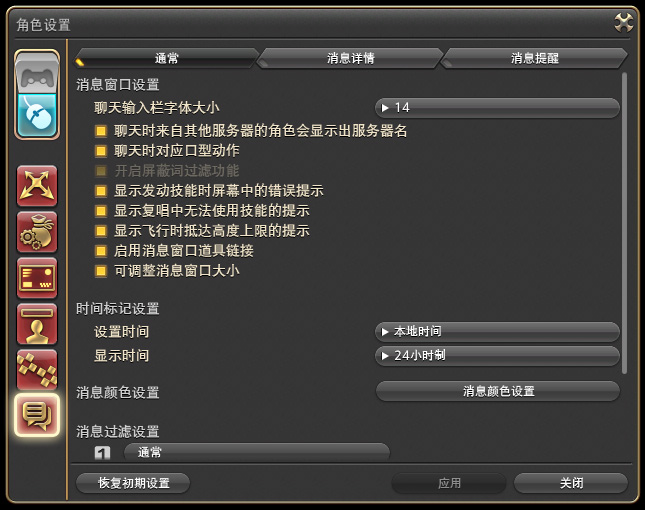 角色设置
通常
消息详情
消息提醒
消息窗口设置
聊天输入栏字体大小
14
聊天时来自其他服务器的角色会显示出服务器名
聊天时对应口型动作
开启屏蔽词过滤功能
显示发动技能时屏幕中的错误提示
显示复唱中无法使用技能的提示
显示飞行时抵达高度上限的提示
启用消息窗口道具链接
可调整消息窗口大小
时间标记设置
设置时间
本地时间
显示时间
24小时制
消息颜色设置
消息颜色设置
消息过滤设置
1
通常
恢复初期设置
应用
关闭